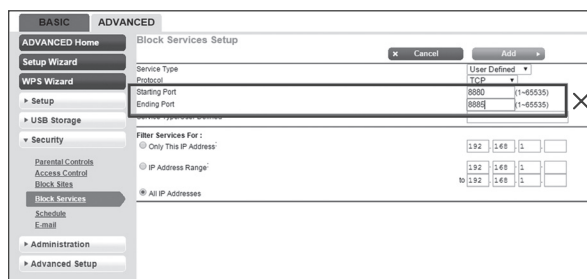 BASIC ADVANCED
ADVANCED Home
Setup Wizard
WPS Wizard
Setup
USB Storage
Security
Parental Controls
Access Control
Block Sites
Block Services
Schedule
E-mail
Administration
Advanced Setup
Block Services Setup
x Cancel Add
Service Type User Defined
Protocol TCP
Starting Port 8880 (1~65535)
Ending Port 8885 (1~65535)
Filter Services For :
Only This IP Address: 192 . 168 . 1 .
IP Address Range: 192 . 168 . 1 .
to 192 . 168 . 1 .
All IP Addresses